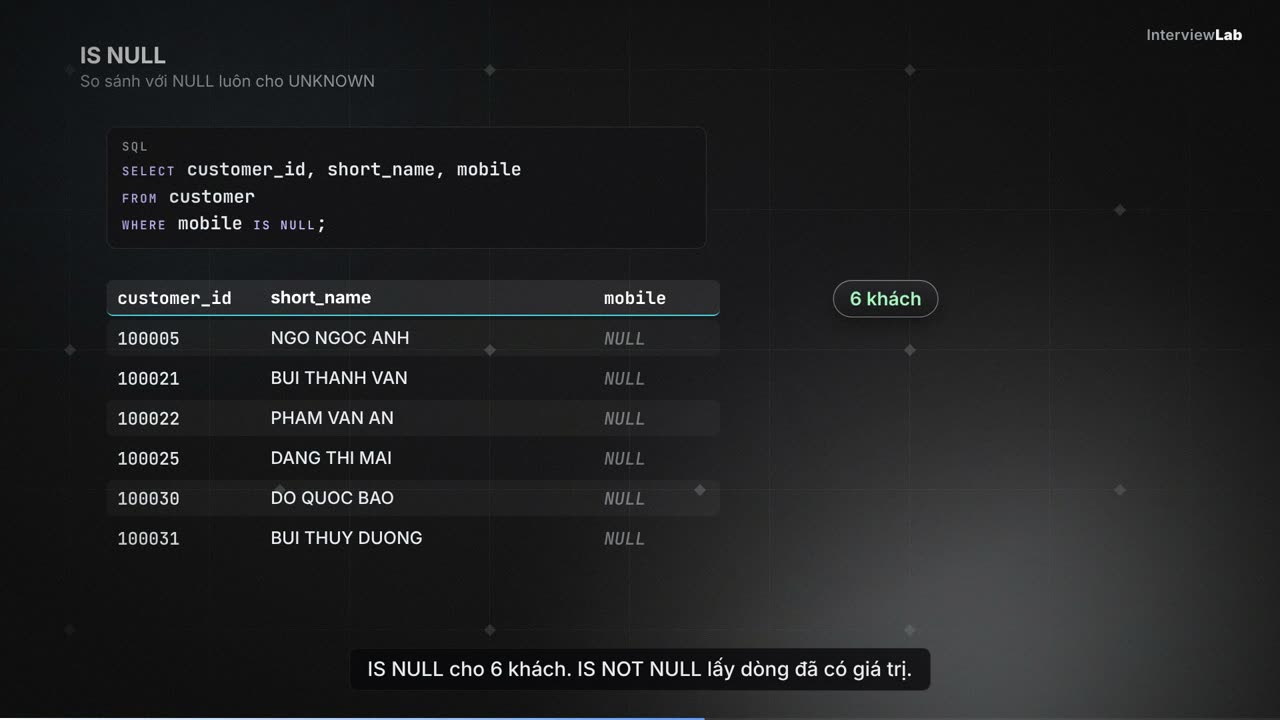 IS NULL
InterviewLab
So sánh với NULL luôn cho UNKNOWN
SQL
SELECT customer_id, short_name, mobile
FROM customer
WHERE mobile IS NULL;
customer_id short_name mobile
6 khách
100005 NGO NGOC ANH NULL
100021 BUI THANH VAN NULL
100022 PHAM VAN AN NULL
100025 DANG THI MAI NULL
100030 DO QUOC BAO NULL
100031 BUI THUY DUONG NULL
IS NULL cho 6 khách. IS NOT NULL lấy dòng đã có giá trị.